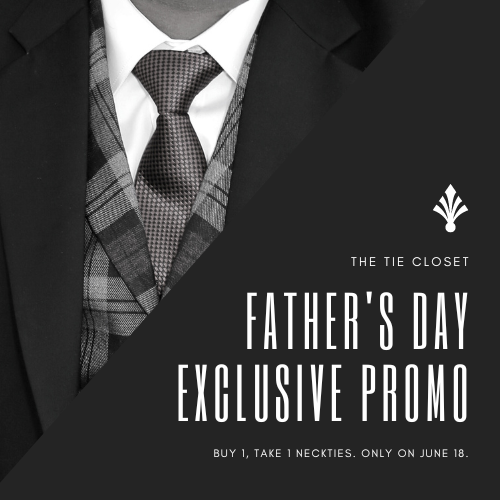 THE TIE CLOSET
FATHER'S DAY
EXCLUSIVE PROMO
BUY 1, TAKE 1 NECKTIES. ONLY ON JUNE 18.